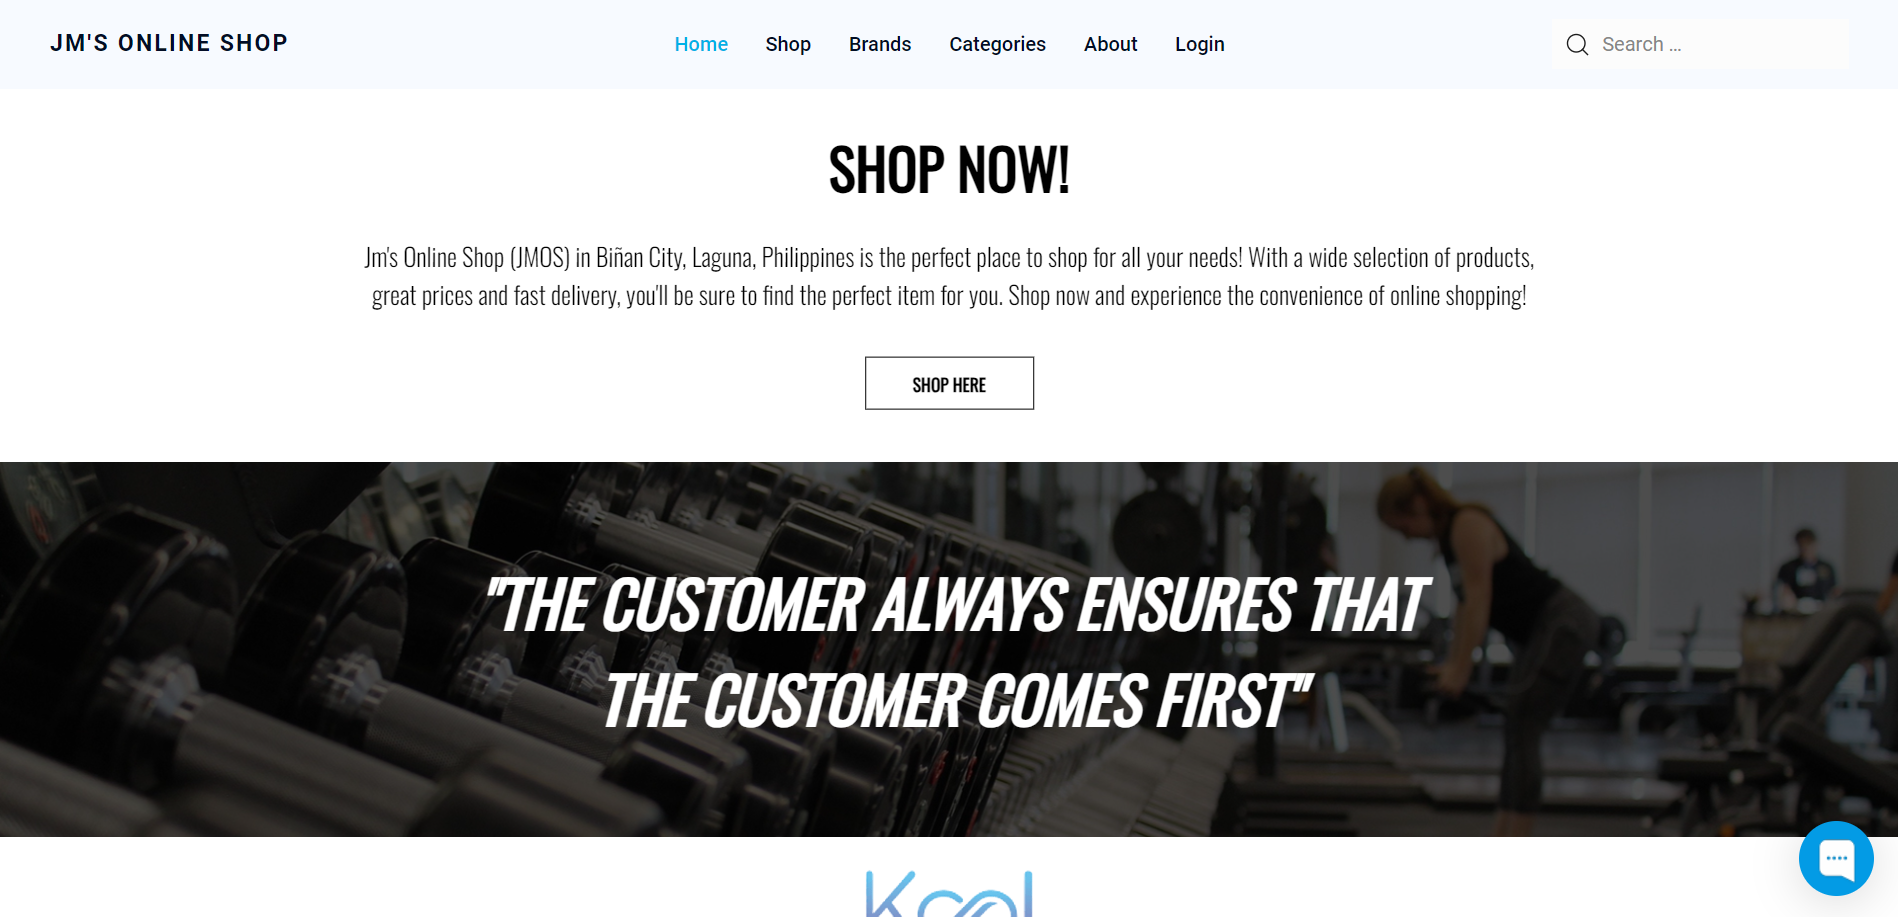 JM'S ONLINE SHOP
Home Shop Brands Categories About Login
Search ...
SHOP NOW!
Jm's Online Shop (JMOS) in Biñan City, Laguna, Philippines is the perfect place to shop for all your needs! With a wide selection of products,
great prices and fast delivery, you'll be sure to find the perfect item for you. Shop now and experience the convenience of online shopping!
SHOP HERE
"THE CUSTOMER ALWAYS ENSURES THAT
THE CUSTOMER COMES FIRST"